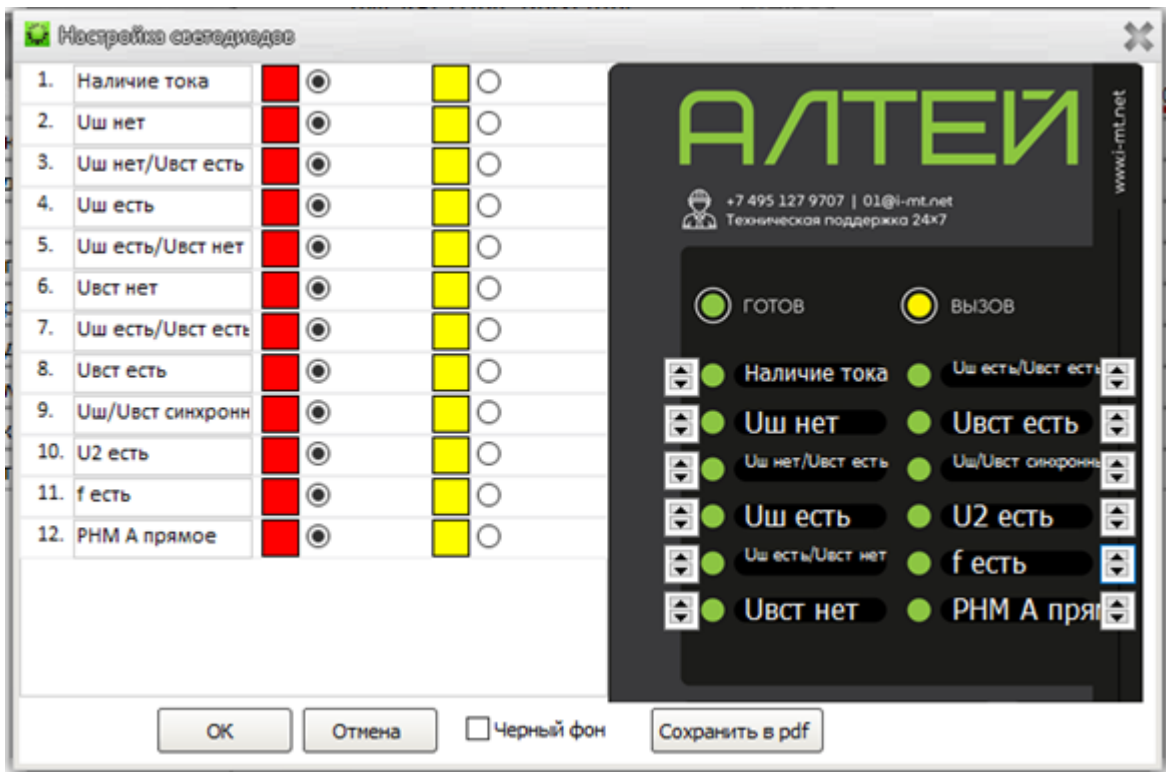 Настройка светодиодов
1. Наличие тока
2. Uш нет
3. Uш нет/Uвст есть
4. Uш есть
5. Uш есть/Uвст нет
6. Uвст нет
7. Uш есть/Uвст есть
8. Uвст есть
9. Uш/Uвст синхронн
10. U2 есть
11. f есть
12. РНМ А прямое
АЛТЕЙ
www.i-mt.net
+7 495 127 9707 | 01@i-mt.net
Техническая поддержка 24×7
ГОТОВ ВЫЗОВ
Наличие тока Uш есть/Uвст есть
Uш нет Uвст есть
Uш нет/Uвст есть Uш/Uвст синхронны
Uш есть U2 есть
Uш есть/Uвст нет f есть
Uвст нет РНМ А пря
OK Отмена Черный фон Сохранить в pdf